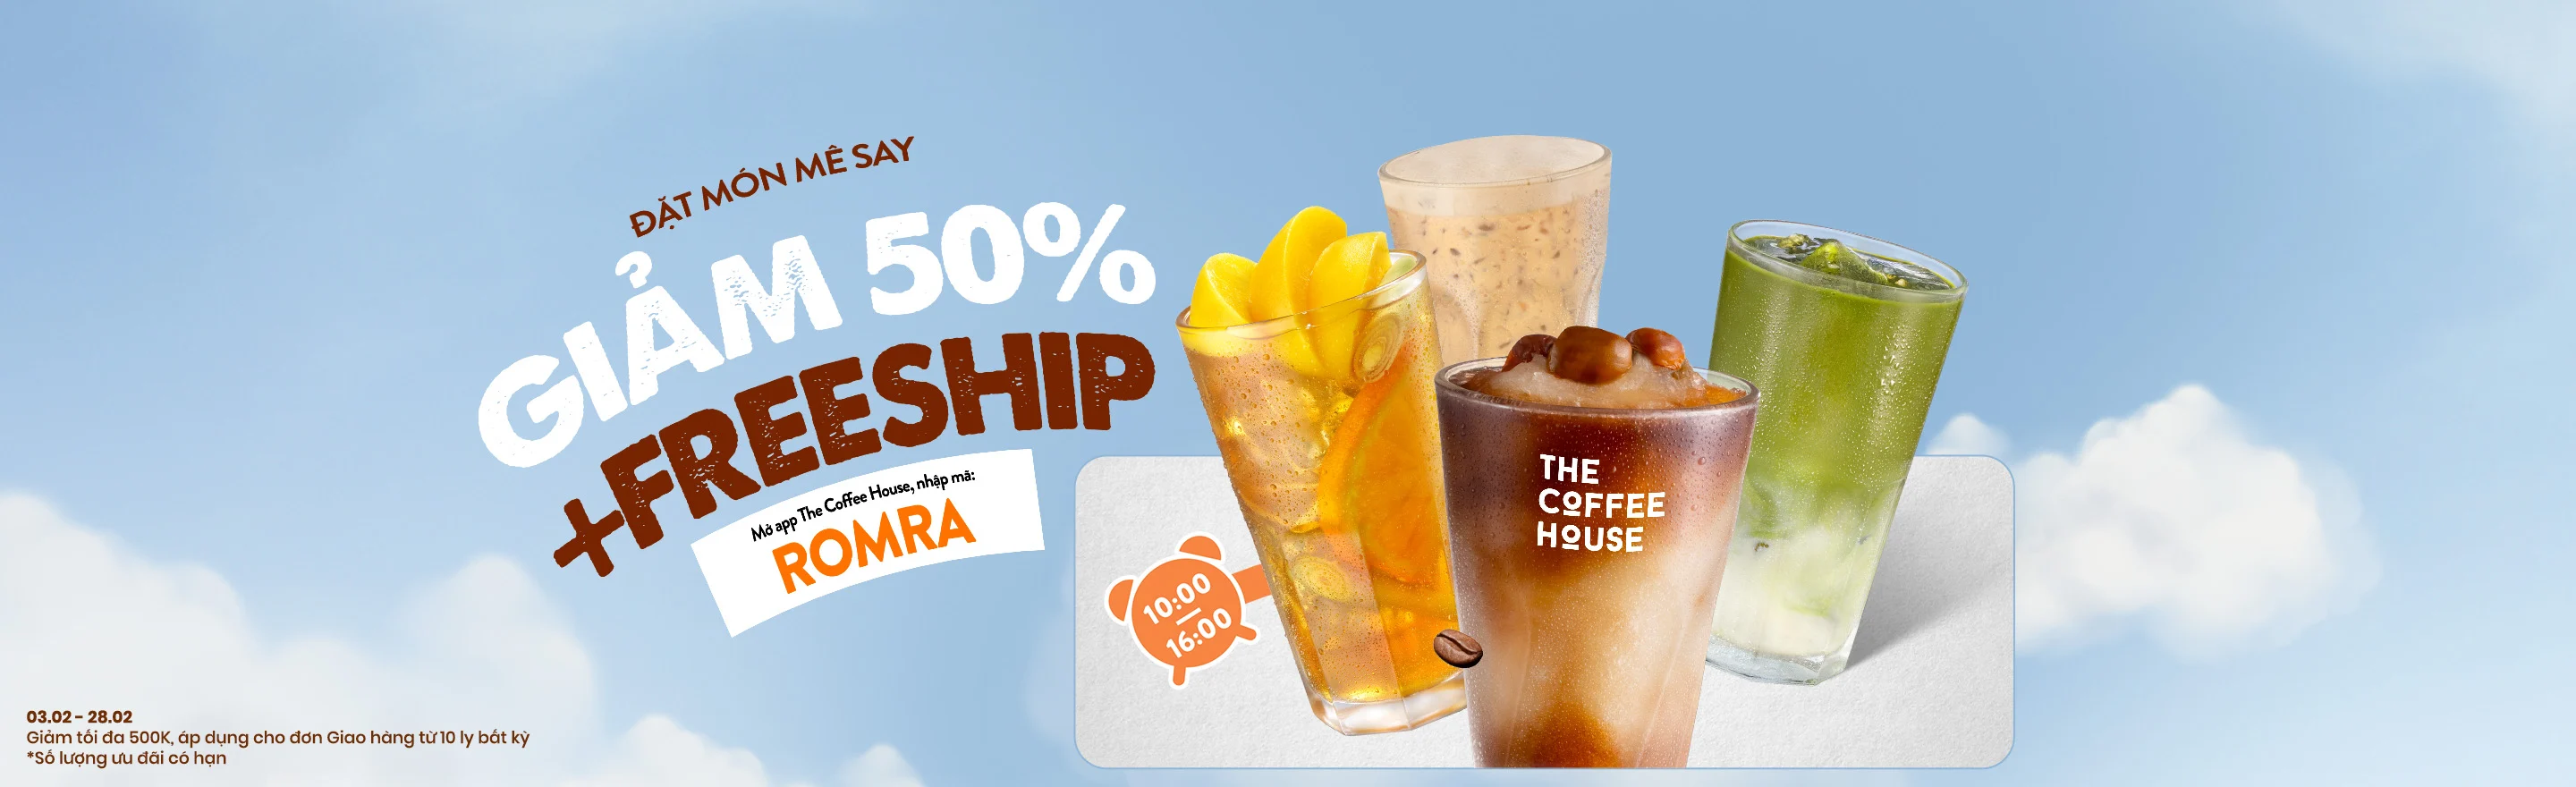 ĐẶT MÓN MÊ SAY
GIẢM 50%
+FREESHIP
Mở app The Coffee House, nhập mã:
ROMRA
10:00
16:00
THE
COFFEE
HOUSE
03.02 - 28.02
Giảm tối đa 500K, áp dụng cho đơn Giao hàng từ 10 ly bất kỳ
*Số lượng ưu đãi có hạn